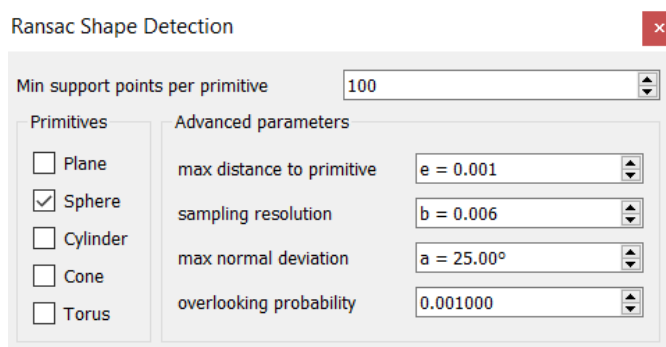 Ransac Shape Detection
Min support points per primitive 100
Primitives
Plane
Sphere
Cylinder
Cone
Torus
Advanced parameters
max distance to primitive e = 0.001
sampling resolution b = 0.006
max normal deviation a = 25.00º
overlooking probability 0.001000